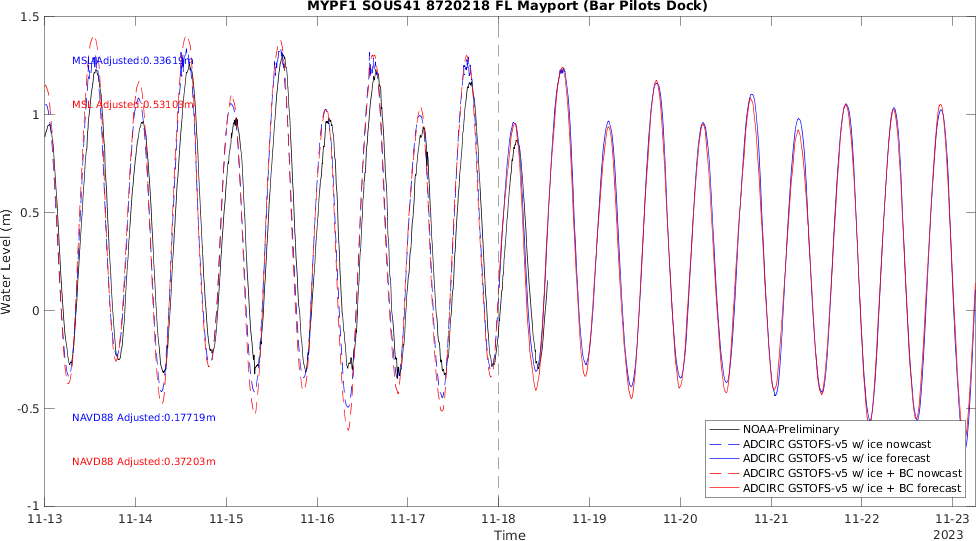 MYPF1 SOUS41 8720218 FL Mayport (Bar Pilots Dock)
1.5
1
0.5
0
-0.5
-1
Water Level (m)
MSL Adjusted:0.33619m
MSL Adjusted:0.53109m
NAVD88 Adjusted:0.17719m
NAVD88 Adjusted:0.37203m
NOAA-Preliminary
ADCIRC GSTOFS-v5 w/ ice nowcast
ADCIRC GSTOFS-v5 w/ ice forecast
ADCIRC GSTOFS-v5 w/ ice + BC nowcast
ADCIRC GSTOFS-v5 w/ ice + BC forecast
11-13 11-14 11-15 11-16 11-17 11-18 11-19 11-20 11-21 11-22 11-23
Time
2023